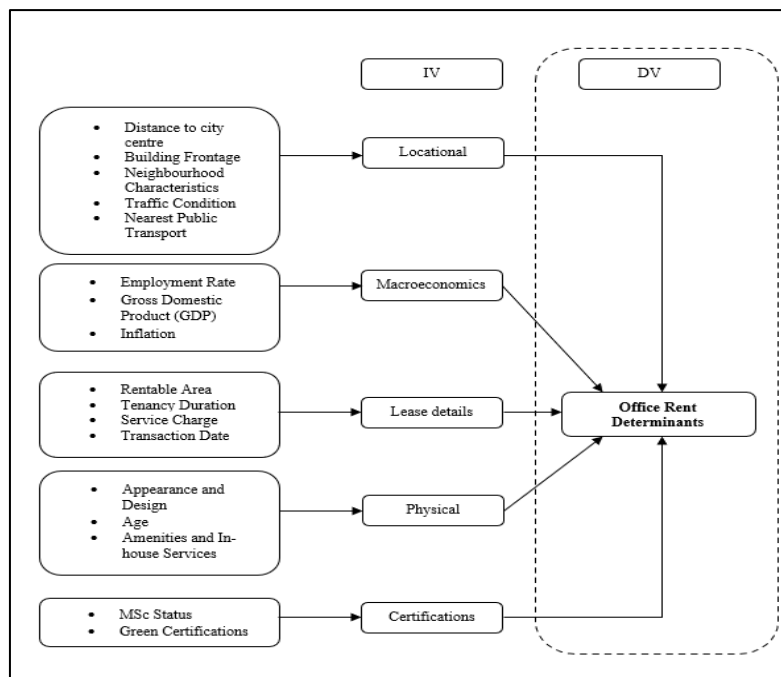 IV
DV
• Distance to city
centre
• Building Frontage
• Neighbourhood
Characteristics
• Traffic Condition
• Nearest Public
Transport
Locational
• Employment Rate
• Gross Domestic
Product (GDP)
• Inflation
Macroeconomics
• Rentable Area
• Tenancy Duration
• Service Charge
• Transaction Date
Lease details
Office Rent
Determinants
• Appearance and
Design
• Age
• Amenities and In-
house Services
Physical
• MSc Status
• Green Certifications
Certifications